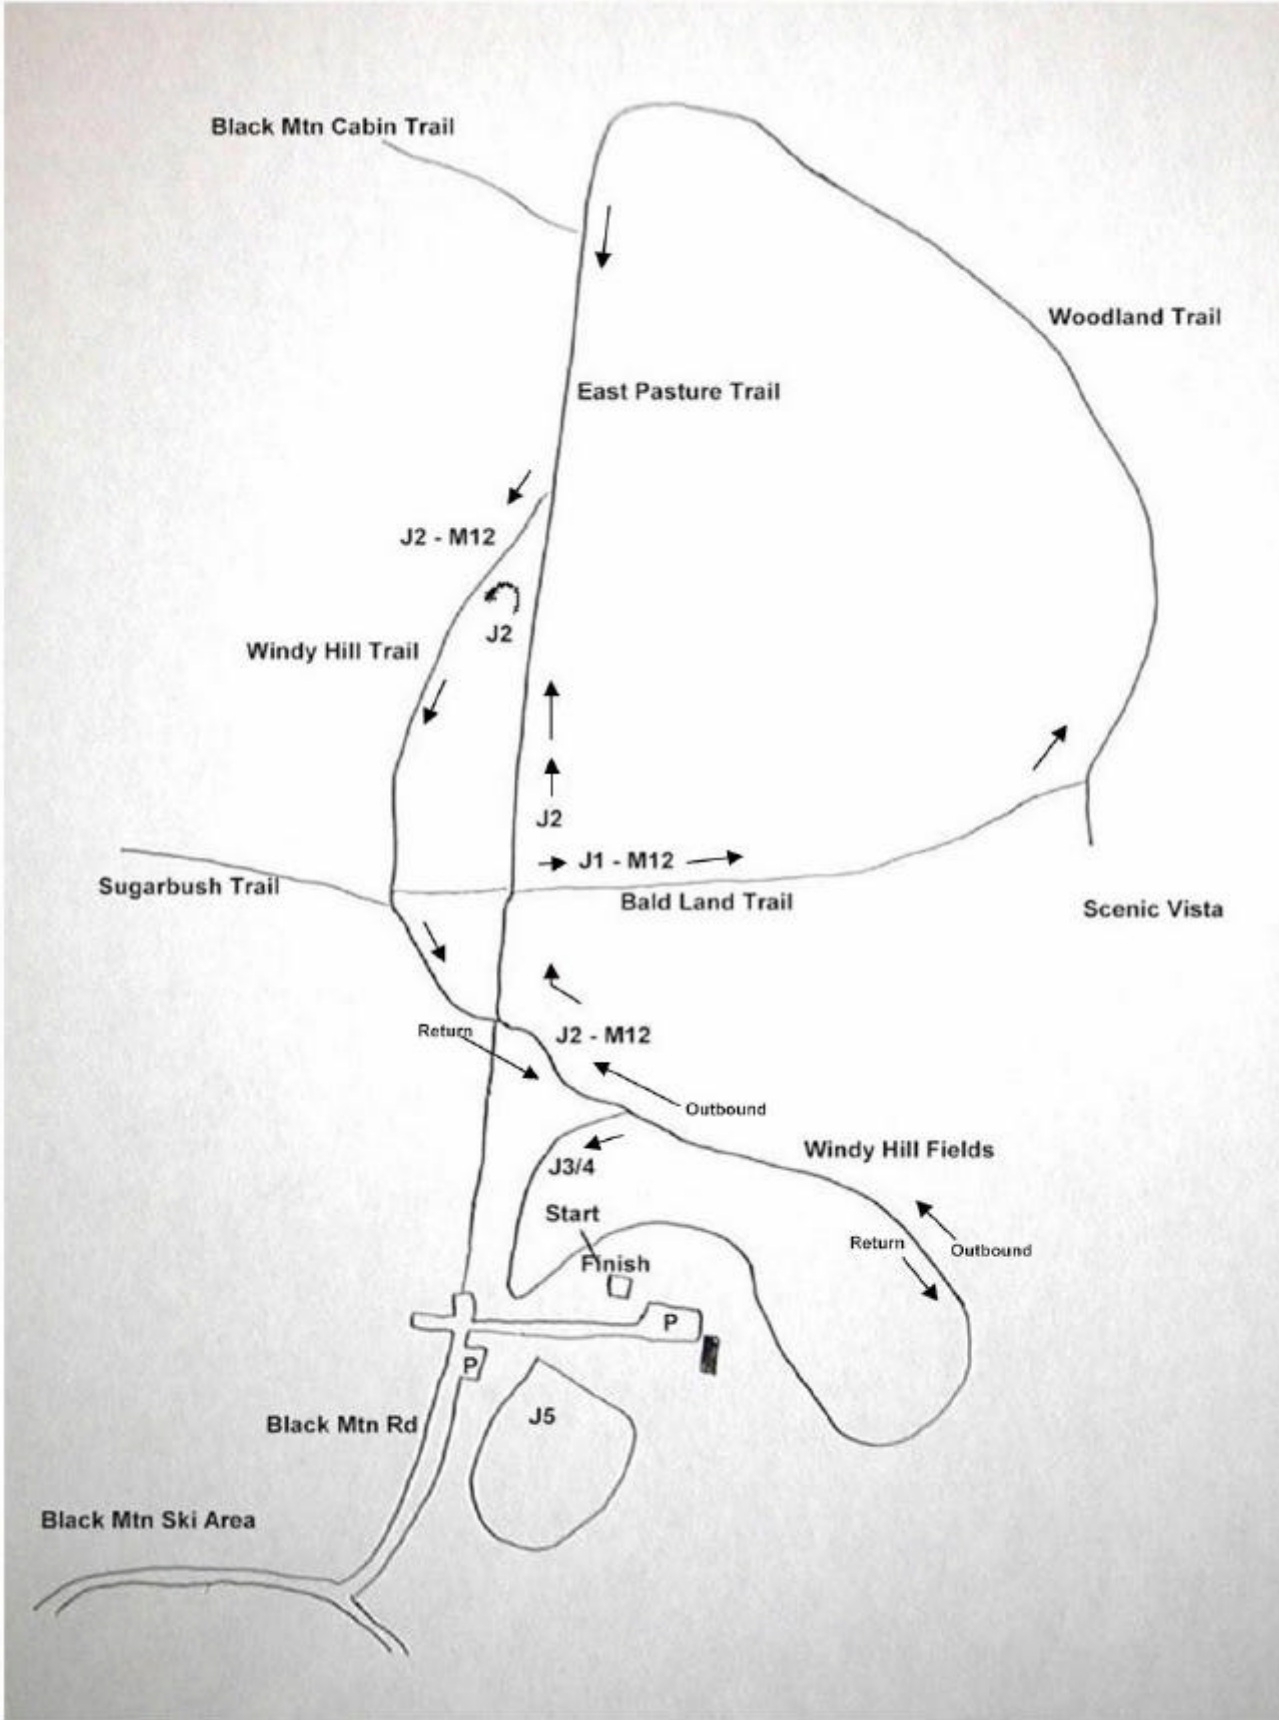 Black Mtn Cabin Trail
Woodland Trail
East Pasture Trail
J2 - M12
J2
Windy Hill Trail
J2
J1 - M12
Sugarbush Trail
Bald Land Trail
Scenic Vista
Return
J2 - M12
Outbound
Windy Hill Fields
J3/4
Start
Return
Outbound
Finish
P
P
J5
Black Mtn Rd
Black Mtn Ski Area